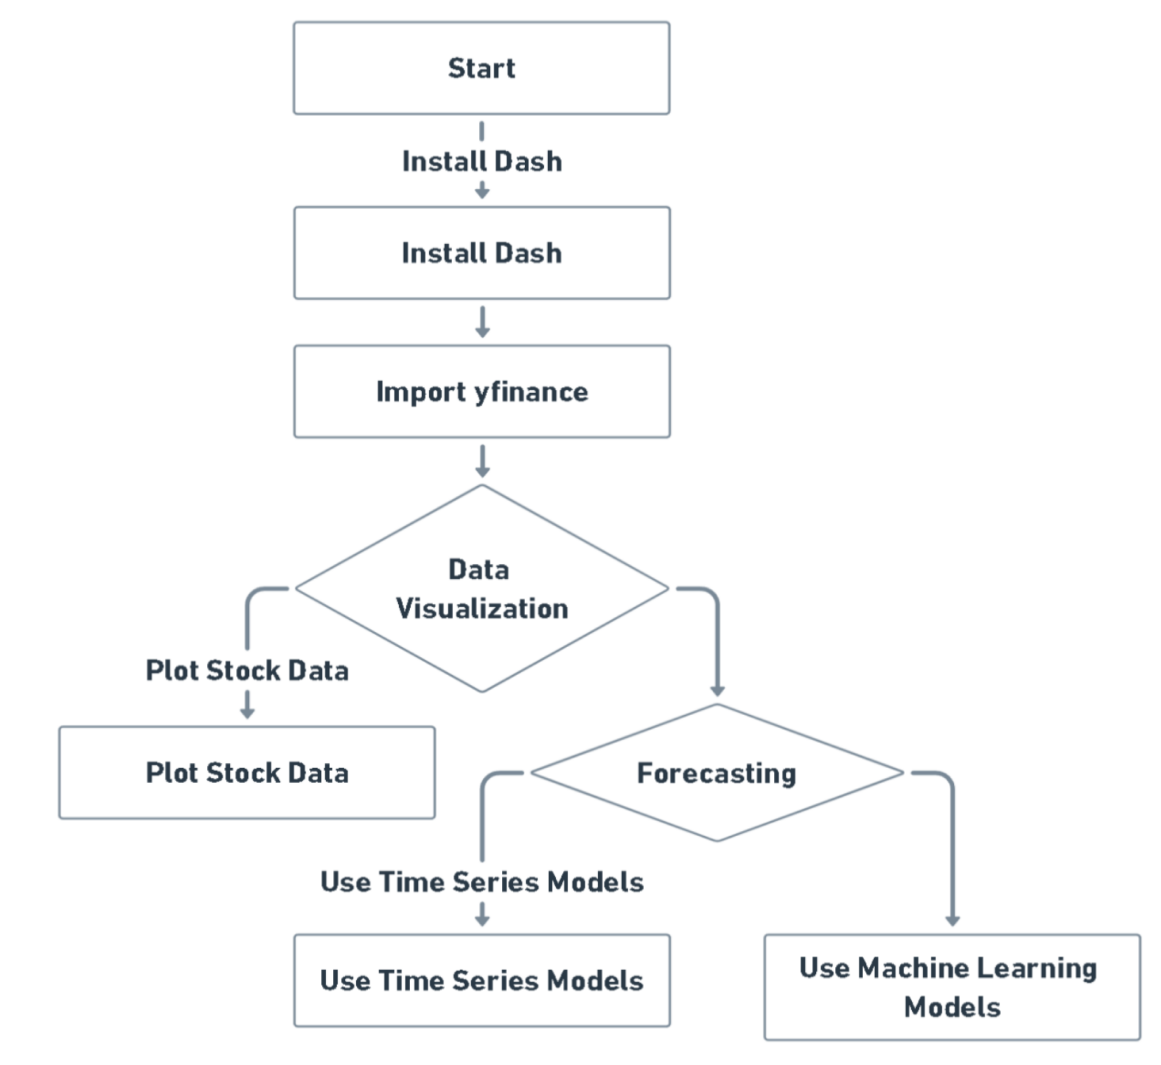 Start
Install Dash
Install Dash
Import yfinance
Data
Visualization
Plot Stock Data
Plot Stock Data
Forecasting
Use Time Series Models
Use Time Series Models
Use Machine Learning
Models